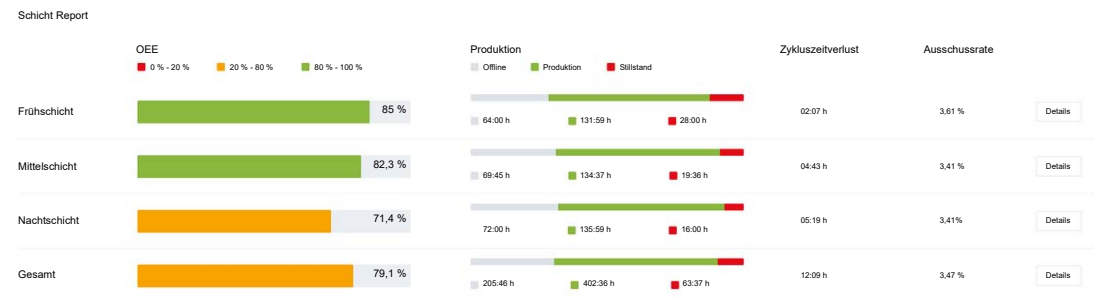 Schicht Report
OEE Produktion Zykluszeitverlust Ausschussrate
0 % - 20 % 20 % - 80 % 80 % - 100 % Offline Produktion Stillstand
Frühschicht 85 % 64:00 h 131:59 h 28:00 h 02:07 h 3,61 % Details
Mittelschicht 82,3 % 69:45 h 134:37 h 19:36 h 04:43 h 3,41 % Details
Nachtschicht 71,4 % 72:00 h 135:59 h 16:00 h 05:19 h 3,41% Details
Gesamt 79,1 % 205:46 h 402:36 h 63:37 h 12:09 h 3,47 % Details